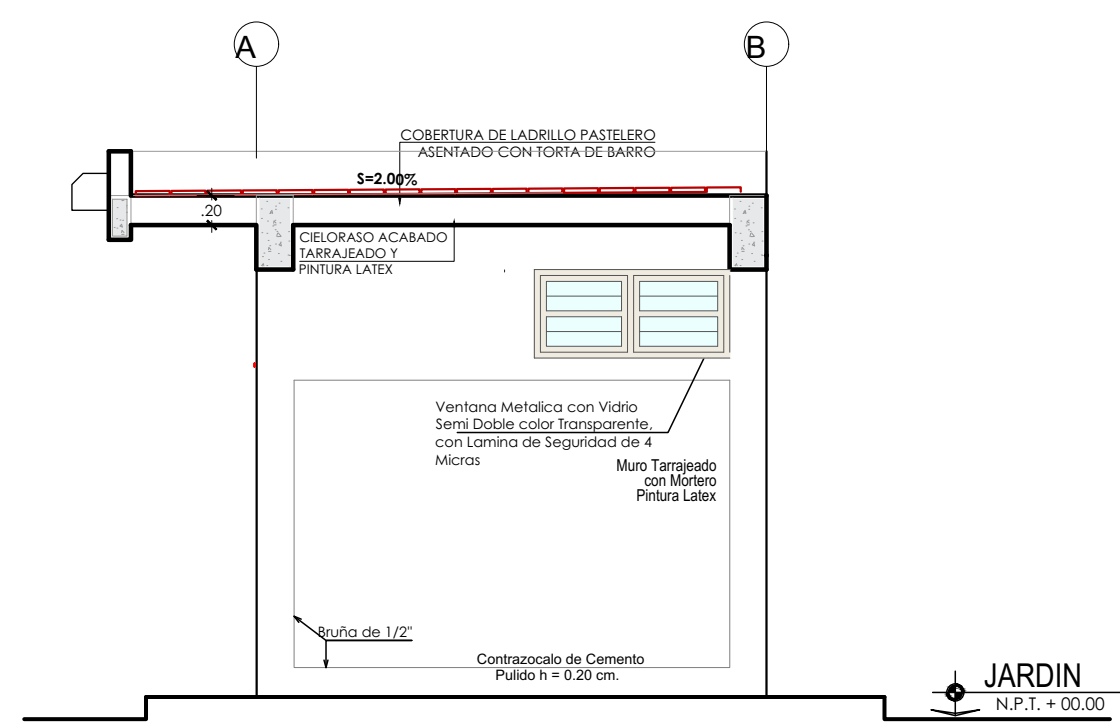 A
B
COBERTURA DE LADRILLO PASTELERO
ASENTADO CON TORTA DE BARRO
S=2.00%
.20
CIELORASO ACABADO
TARRAJEADO Y
PINTURA LATEX
Ventana Metalica con Vidrio
Semi Doble color Transparente,
con Lamina de Seguridad de 4
Micras
Muro Tarrajeado
con Mortero
Pintura Latex
Bruña de 1/2"
Contrazocalo de Cemento
Pulido h = 0.20 cm.
JARDIN
N.P.T. + 00.00